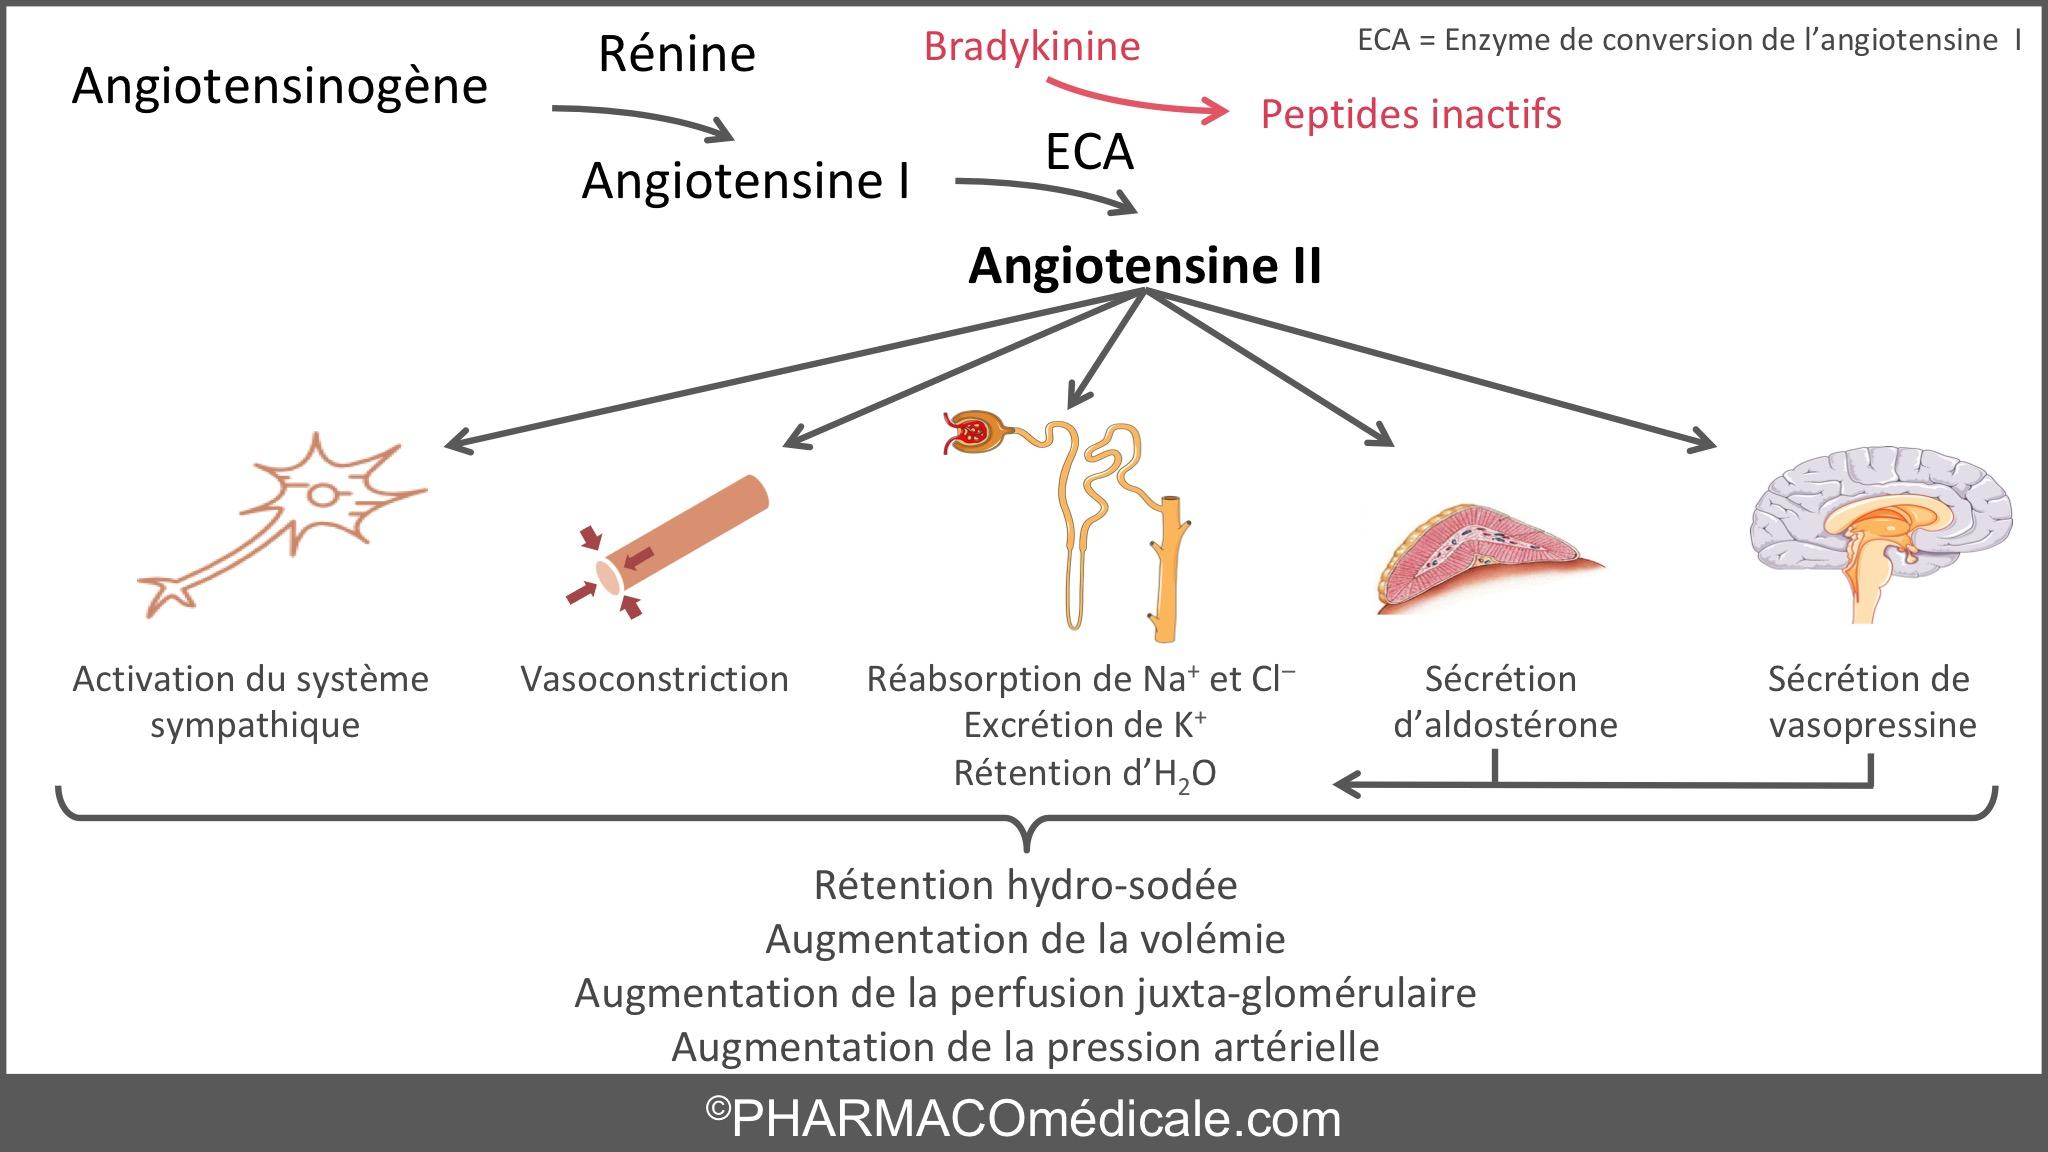 Rénine
Angiotensinogène
Bradykinine
ECA = Enzyme de conversion de l’angiotensine I
Peptides inactifs
ECA
Angiotensine I
Angiotensine II
Activation du système
sympathique
Vasoconstriction
Réabsorption de Na⁺ et Cl⁻
Excrétion de K⁺
Rétention d’H₂O
Sécrétion
d’aldostérone
Sécrétion de
vasopressine
Rétention hydro-sodée
Augmentation de la volémie
Augmentation de la perfusion juxta-glomérulaire
Augmentation de la pression artérielle
©PHARMACOmédicale.com